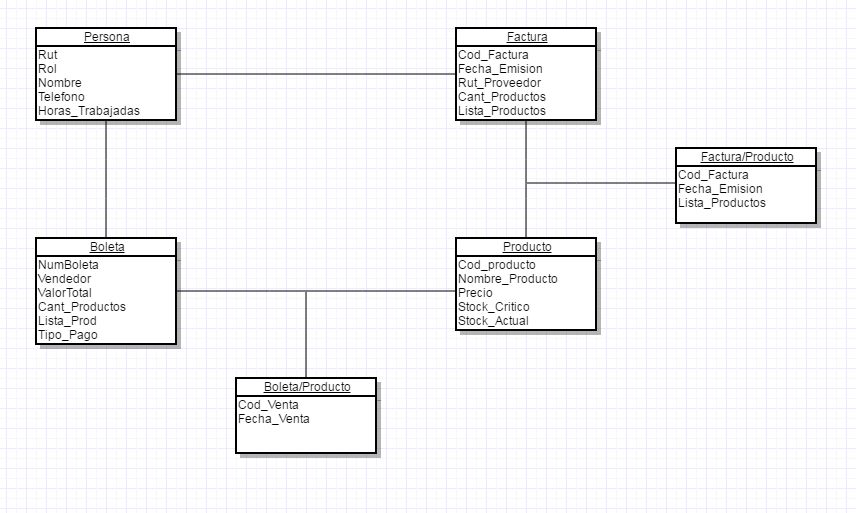 Persona
Rut
Rol
Nombre
Telefono
Horas_Trabajadas
Factura
Cod_Factura
Fecha_Emision
Rut_Proveedor
Cant_Productos
Lista_Productos
Factura/Producto
Cod_Factura
Fecha_Emision
Lista_Productos
Boleta
NumBoleta
Vendedor
ValorTotal
Cant_Productos
Lista_Prod
Tipo_Pago
Producto
Cod_producto
Nombre_Producto
Precio
Stock_Critico
Stock_Actual
Boleta/Producto
Cod_Venta
Fecha_Venta